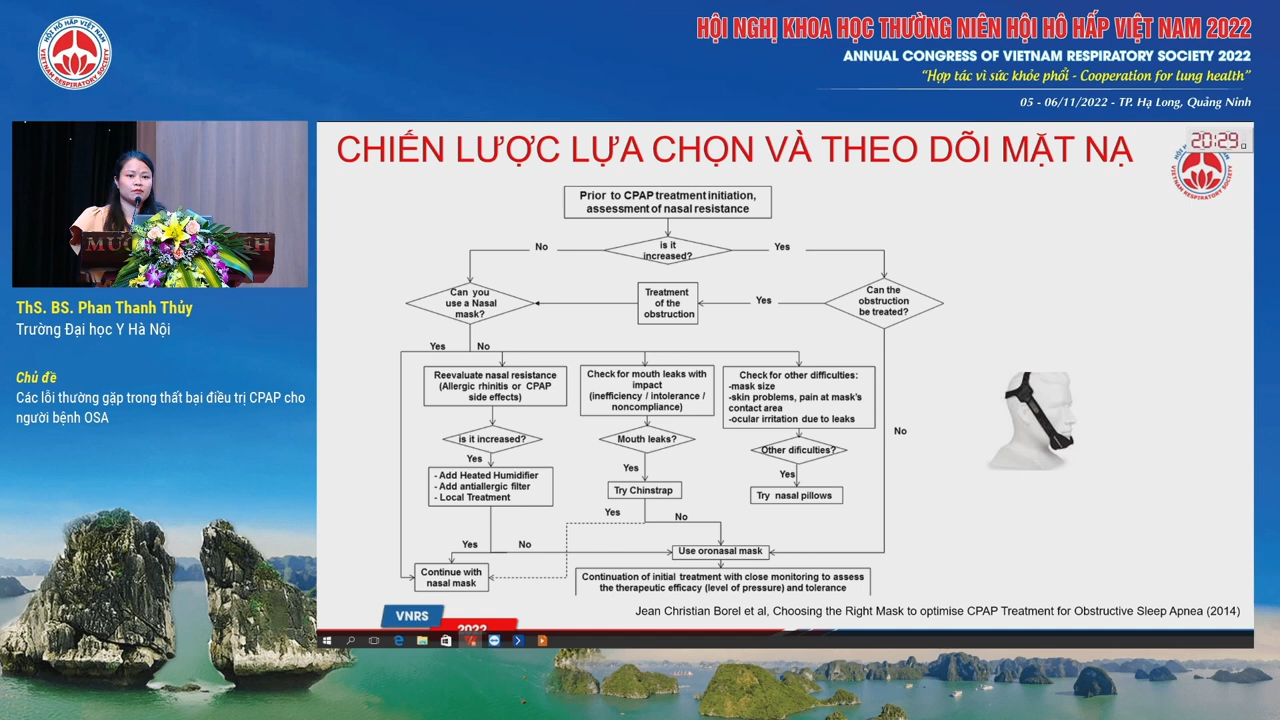 HỘI HÔ HẤP VIỆT NAM
VIETNAM RESPIRATORY SOCIETY
HỘI NGHỊ KHOA HỌC THƯỜNG NIÊN HỘI HÔ HẤP VIỆT NAM 2022
ANNUAL CONGRESS OF VIETNAM RESPIRATORY SOCIETY 2022
“Hợp tác vì sức khỏe phổi - Cooperation for lung health”
05 - 06/11/2022 - TP. Hạ Long, Quảng Ninh
ThS. BS. Phan Thanh Thủy
Trường Đại học Y Hà Nội
Chủ đề
Các lỗi thường gặp trong thất bại điều trị CPAP cho
người bệnh OSA
CHIẾN LƯỢC LỰA CHỌN VÀ THEO DÕI MẶT NẠ
20:29
Prior to CPAP treatment initiation,
assessment of nasal resistance
is it
increased?
No
Yes
Can you
use a Nasal
mask?
Treatment
of the
obstruction
Yes
Can the
obstruction
be treated?
Yes
No
Reevaluate nasal resistance
(Allergic rhinitis or CPAP
side effects)
Check for mouth leaks with
impact
(inefficiency / intolerance /
noncompliance)
Check for other difficulties:
-mask size
-skin problems, pain at mask's
contact area
-ocular irritation due to leaks
No
is it increased?
Mouth leaks?
Other dificulties?
Yes
Yes
Yes
- Add Heated Humidifier
- Add antiallergic filter
- Local Treatment
Try Chinstrap
Try nasal pillows
Yes
No
Yes
No
Use oronasal mask
Continue with
nasal mask
Continuation of initial treatment with close monitoring to assess
the therapeutic efficacy (level of pressure) and tolerance
Jean Christian Borel et al, Choosing the Right Mask to optimise CPAP Treatment for Obstructive Sleep Apnea (2014)
VNRS
2022